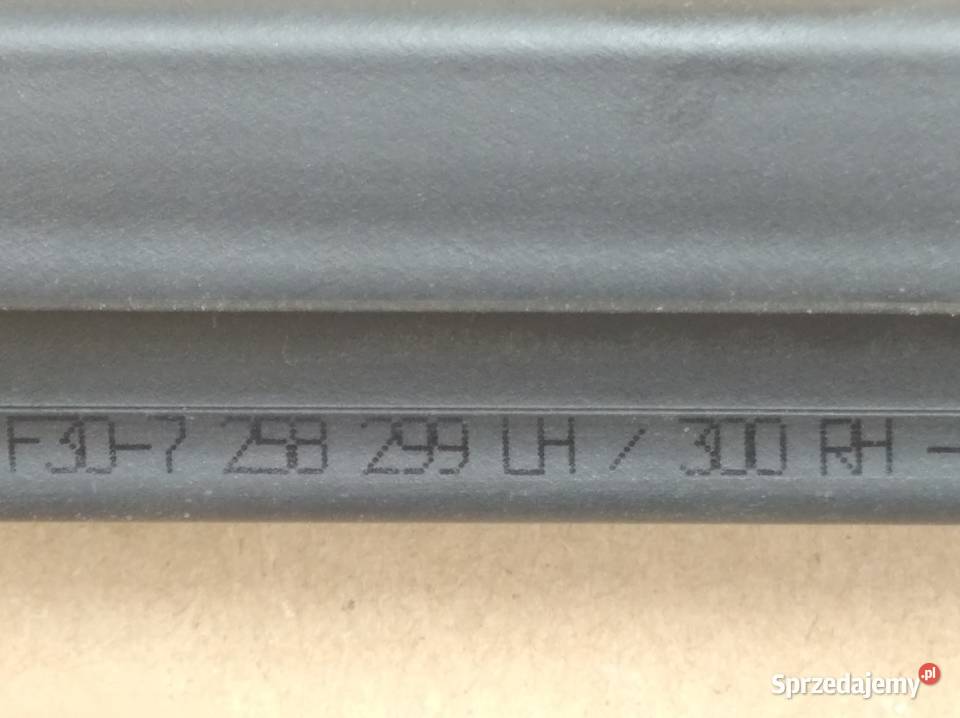 F30-7 258 299 LH / 300 RH -
Sprzedajemy.pl